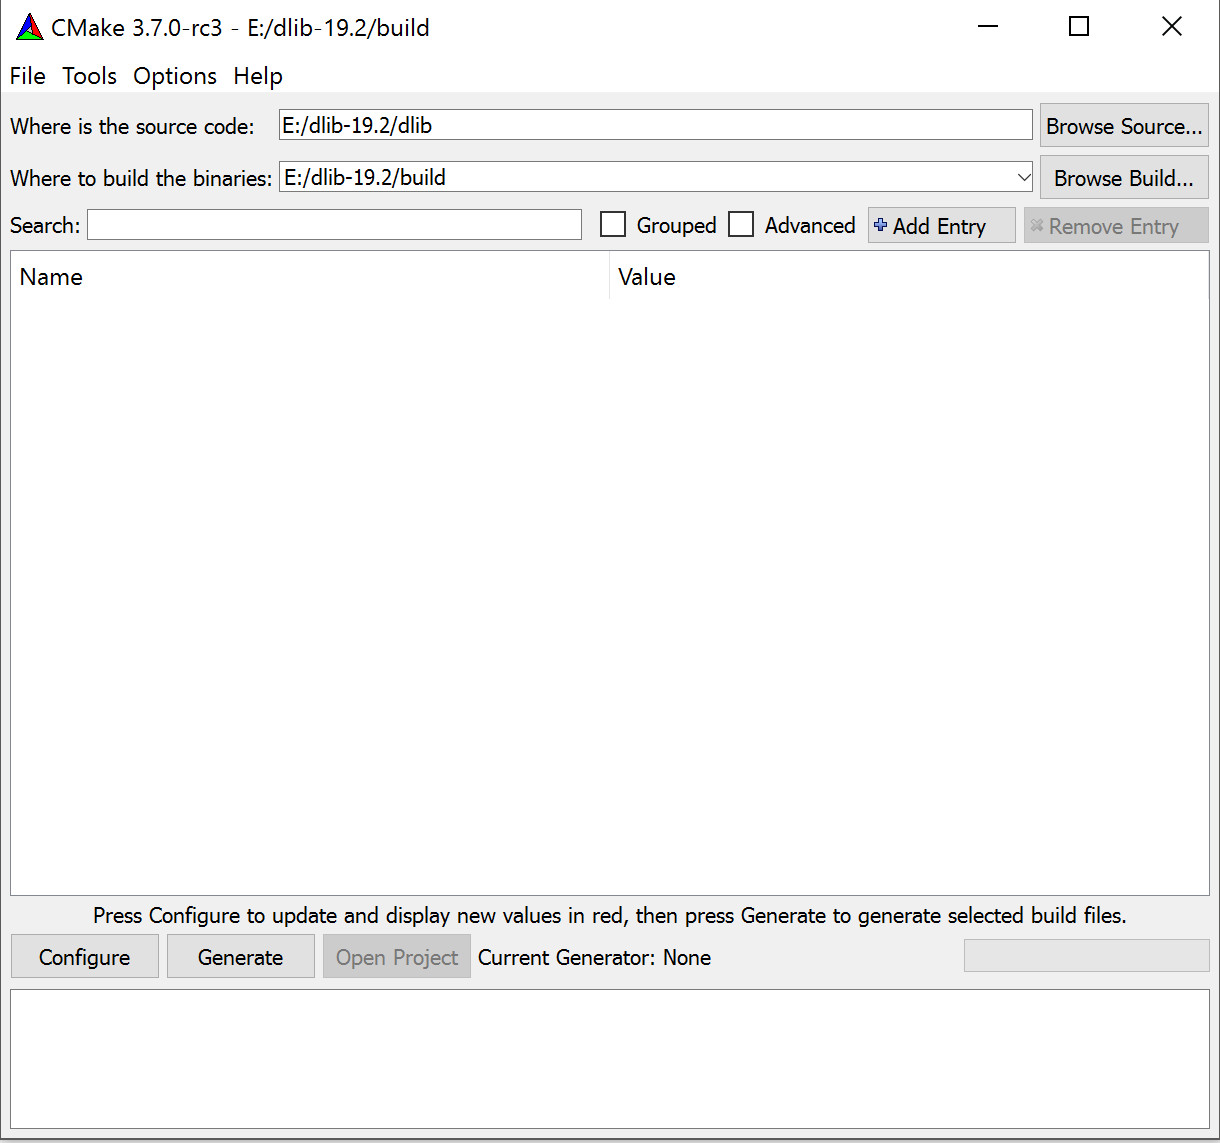 CMake 3.7.0-rc3 - E:/dlib-19.2/build
File Tools Options Help
Where is the source code: E:/dlib-19.2/dlib Browse Source...
Where to build the binaries: E:/dlib-19.2/build Browse Build...
Search: Grouped Advanced Add Entry Remove Entry
Name Value
Press Configure to update and display new values in red, then press Generate to generate selected build files.
Configure Generate Open Project Current Generator: None